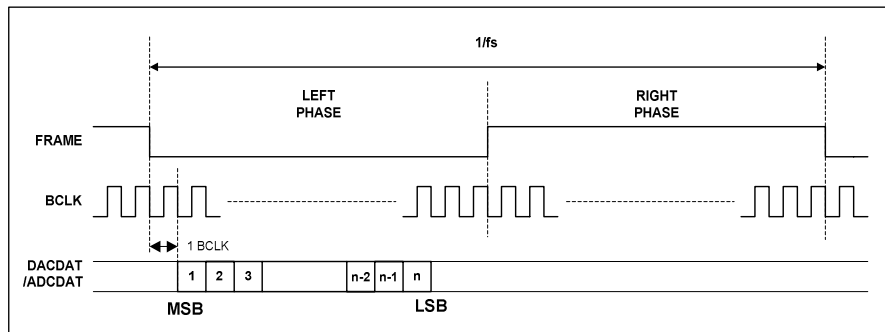 1/fs
LEFT
PHASE
RIGHT
PHASE
FRAME
BCLK
1 BCLK
DACDAT
/ADCDAT
1 2 3 n-2 n-1 n
MSB LSB